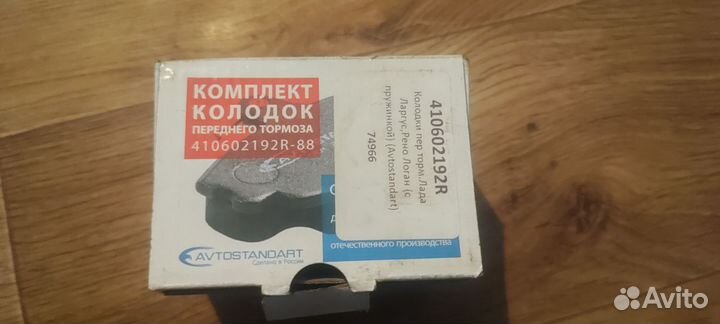 КОМПЛЕКТ
КОЛОДОК
ПЕРЕДНЕГО ТОРМОЗА
410602192R-88
410602192R
Колодки пер торм.Лада
Ларгус,Рено Логан (с
пружинкой) (Avtostandart)
74966
отечественного производства
AVTOSTANDART
Сделано в России
Avito